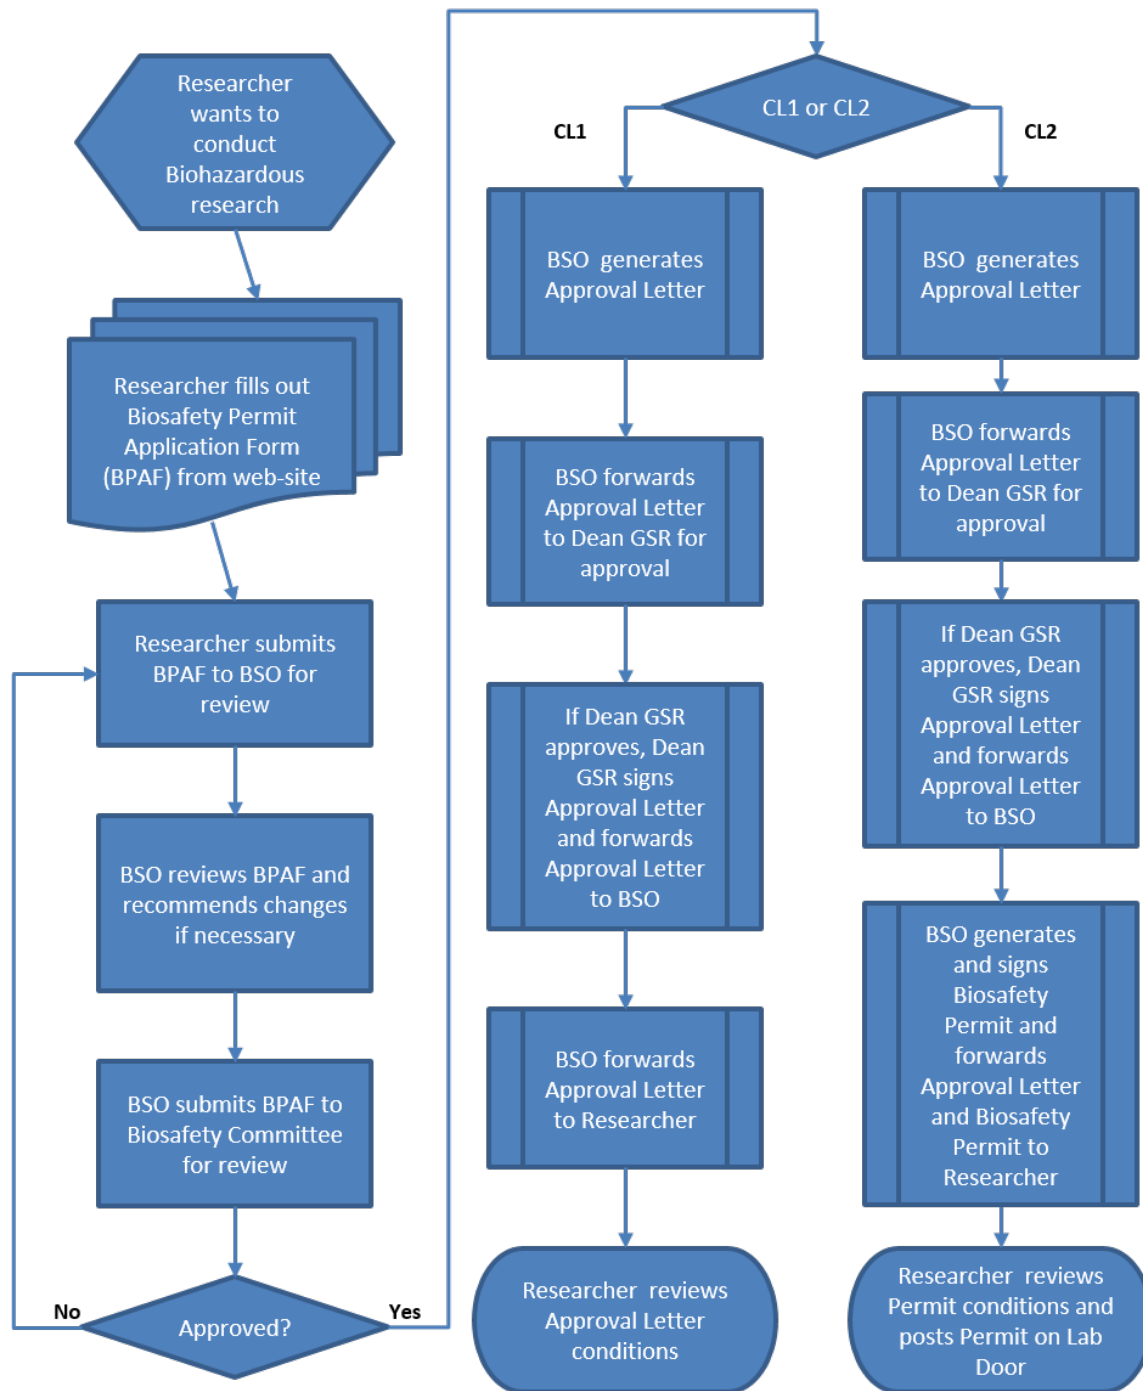 Researcher
wants to
conduct
Biohazardous
research
Researcher fills out
Biosafety Permit
Application Form
(BPAF) from web-site
Researcher submits
BPAF to BSO for
review
BSO reviews BPAF and
recommends changes
if necessary
BSO submits BPAF to
Biosafety Committee
for review
No
Approved?
Yes
CL1 or CL2
CL1
CL2
BSO generates
Approval Letter
BSO forwards
Approval Letter
to Dean GSR for
approval
If Dean GSR
approves, Dean
GSR signs
Approval Letter
and forwards
Approval Letter
to BSO
BSO forwards
Approval Letter
to Researcher
Researcher reviews
Approval Letter
conditions
BSO generates
Approval Letter
BSO forwards
Approval Letter
to Dean GSR for
approval
If Dean GSR
approves, Dean
GSR signs
Approval Letter
and forwards
Approval Letter
to BSO
BSO generates
and signs
Biosafety
Permit and
forwards
Approval Letter
and Biosafety
Permit to
Researcher
Researcher reviews
Permit conditions and
posts Permit on Lab
Door